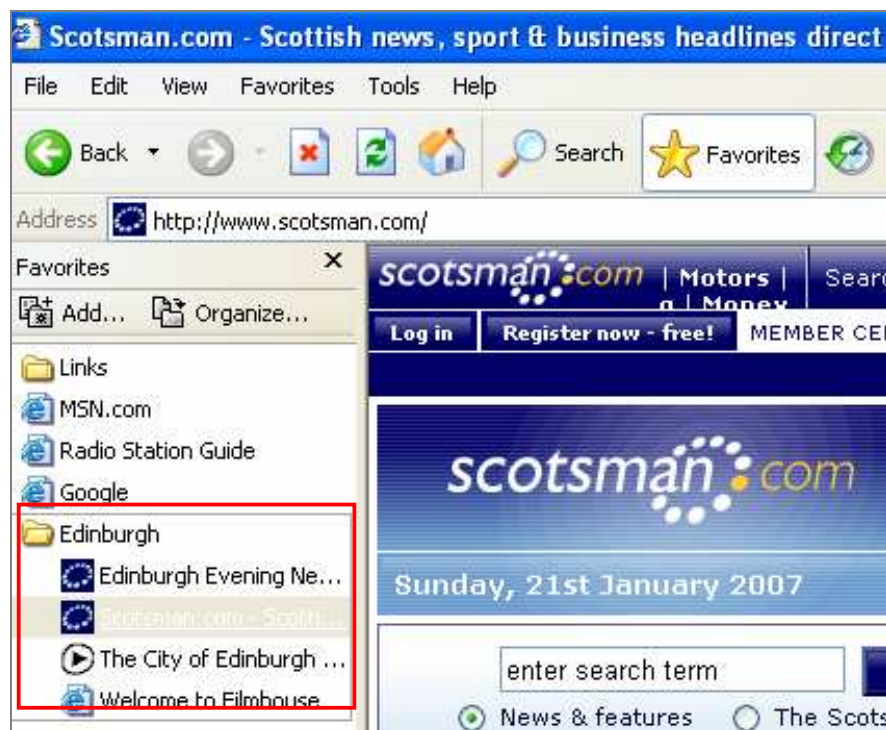 Scotsman.com - Scottish news, sport & business headlines direct
File Edit View Favorites Tools Help
Back Search Favorites
Address http://www.scotsman.com/
Favorites X
Add... Organize...
Links
MSN.com
Radio Station Guide
Google
Edinburgh
Edinburgh Evening Ne...
Scotsman.com - Scotti...
The City of Edinburgh ...
Welcome to Filmhouse
scotsman.com | Motors | Searc
| Money
Log in Register now - free! MEMBER CE
scotsman.com
Sunday, 21st January 2007
enter search term
News & features The Scots